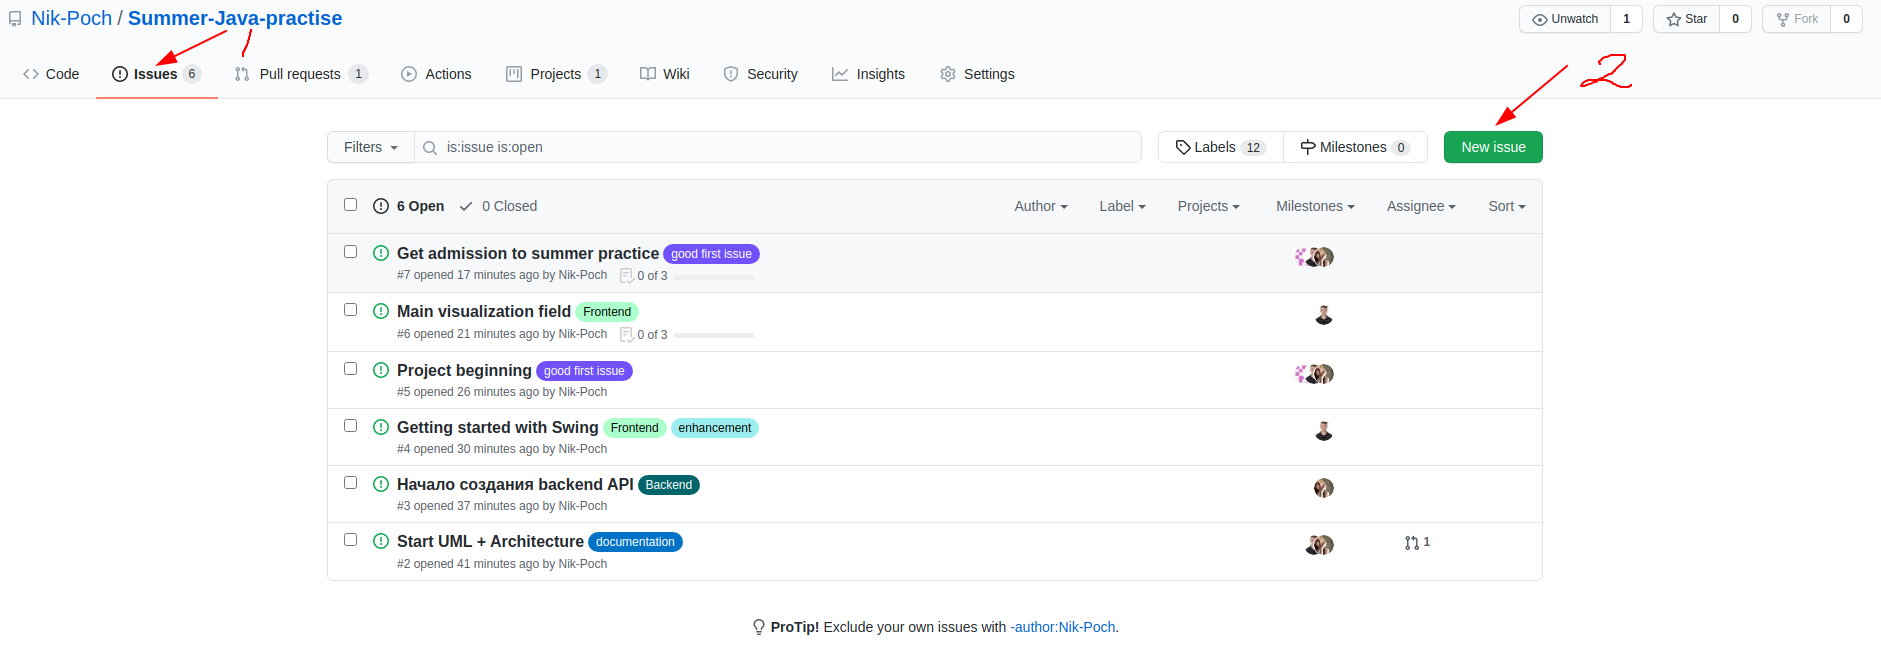 Nik-Poch / Summer-Java-practise
Unwatch 1 Star 0 Fork 0
1
2
Code Issues 6 Pull requests 1 Actions Projects 1 Wiki Security Insights Settings
Filters is:issue is:open Labels 12 Milestones 0 New issue
6 Open 0 Closed Author Label Projects Milestones Assignee Sort
Get admission to summer practice good first issue
#7 opened 17 minutes ago by Nik-Poch 0 of 3
Main visualization field Frontend
#6 opened 21 minutes ago by Nik-Poch 0 of 3
Project beginning good first issue
#5 opened 26 minutes ago by Nik-Poch
Getting started with Swing Frontend enhancement
#4 opened 30 minutes ago by Nik-Poch
Начало создания backend API Backend
#3 opened 37 minutes ago by Nik-Poch
Start UML + Architecture documentation 1
#2 opened 41 minutes ago by Nik-Poch
ProTip! Exclude your own issues with -author:Nik-Poch.